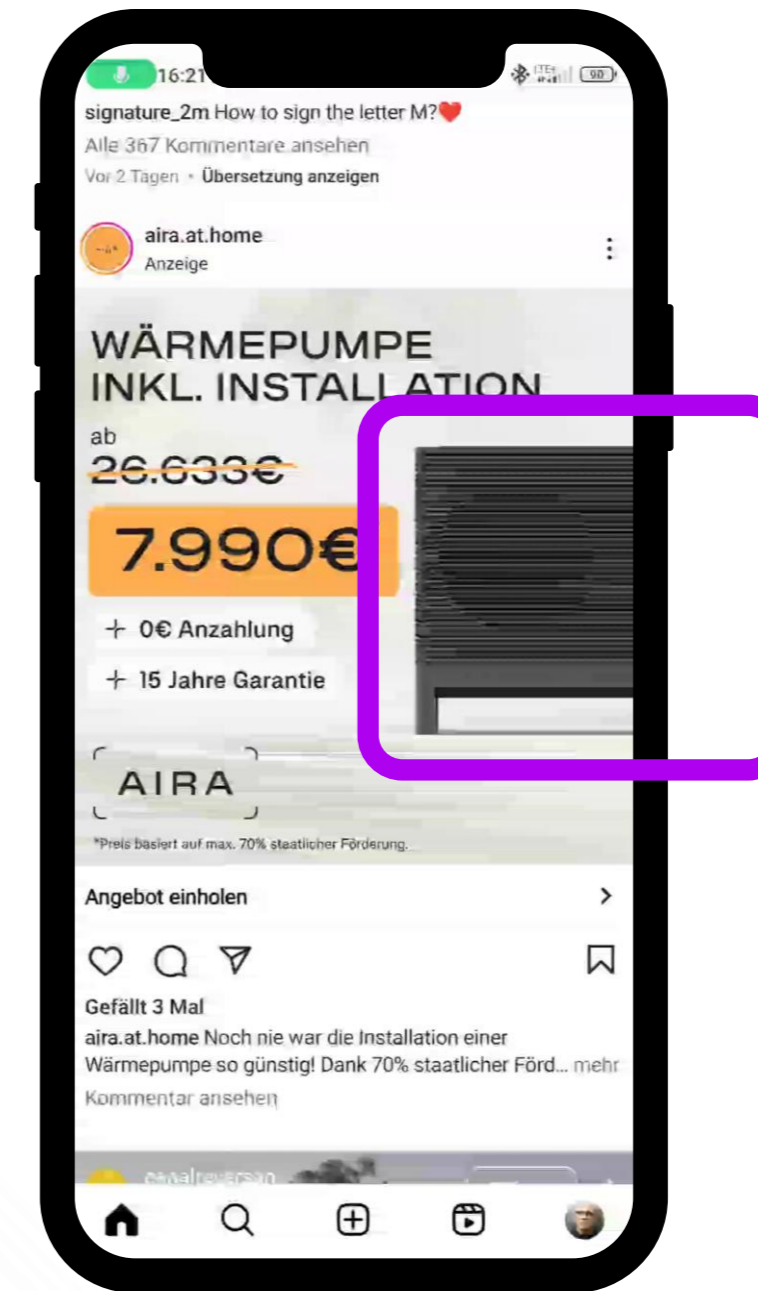 16:21
LTE+
90
signature_2m How to sign the letter M?❤️
Alle 367 Kommentare ansehen
Vor 2 Tagen • Übersetzung anzeigen
aira.at.home
Anzeige
WÄRMEPUMPE
INKL. INSTALLATION
ab
26.633€
7.990€
0€ Anzahlung
15 Jahre Garantie
AIRA
*Preis basiert auf max. 70% staatlicher Förderung.
Angebot einholen
Gefällt 3 Mal
aira.at.home Noch nie war die Installation einer
Wärmepumpe so günstig! Dank 70% staatlicher Förd... mehr
Kommentar ansehen